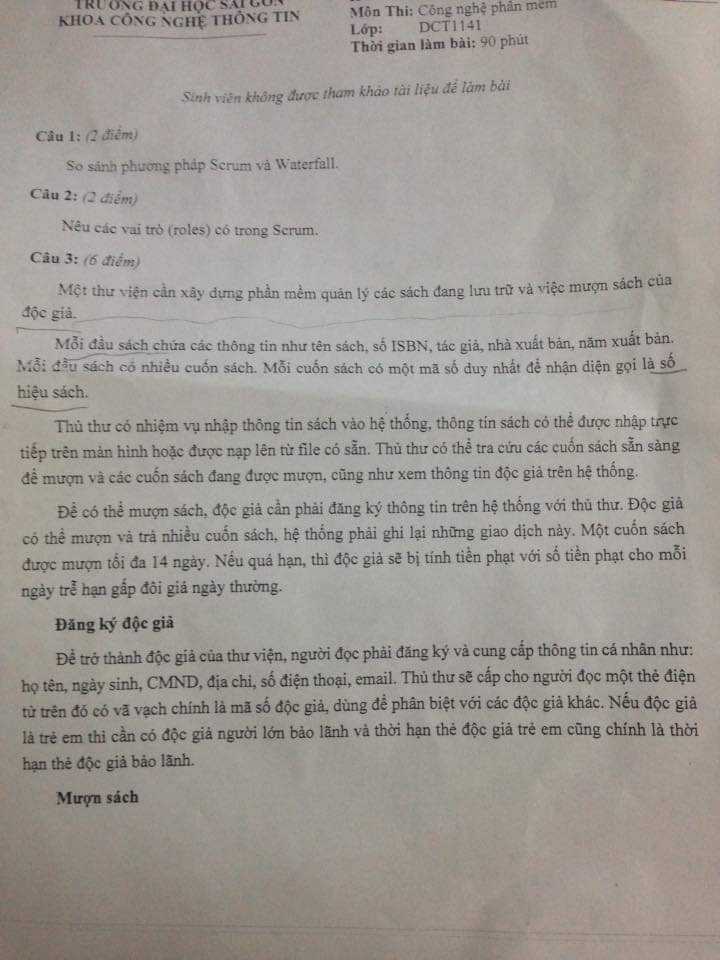 TRƯỜNG ĐẠI HỌC SÀI GÒN
KHOA CÔNG NGHỆ THÔNG TIN
Môn Thi: Công nghệ phần mềm
Lớp: DCT1141
Thời gian làm bài: 90 phút
Sinh viên không được tham khảo tài liệu để làm bài
Câu 1: (2 điểm)
So sánh phương pháp Scrum và Waterfall.
Câu 2: (2 điểm)
Nêu các vai trò (roles) có trong Scrum.
Câu 3: (6 điểm)
Một thư viện cần xây dựng phần mềm quản lý các sách đang lưu trữ và việc mượn sách của
độc giả.
Mỗi đầu sách chứa các thông tin như tên sách, số ISBN, tác giả, nhà xuất bản, năm xuất bản.
Mỗi đầu sách có nhiều cuốn sách. Mỗi cuốn sách có một mã số duy nhất để nhận diện gọi là số
hiệu sách.
Thủ thư có nhiệm vụ nhập thông tin sách vào hệ thống, thông tin sách có thể được nhập trực
tiếp trên màn hình hoặc được nạp lên từ file có sẵn. Thủ thư có thể tra cứu các cuốn sách sẵn sàng
để mượn và các cuốn sách đang được mượn, cũng như xem thông tin độc giả trên hệ thống.
Để có thể mượn sách, độc giả cần phải đăng ký thông tin trên hệ thống với thủ thư. Độc giả
có thể mượn và trả nhiều cuốn sách, hệ thống phải ghi lại những giao dịch này. Một cuốn sách
được mượn tối đa 14 ngày. Nếu quá hạn, thì độc giả sẽ bị tính tiền phạt với số tiền phạt cho mỗi
ngày trễ hạn gấp đôi giá ngày thường.
Đăng ký độc giả
Để trở thành độc giả của thư viện, người đọc phải đăng ký và cung cấp thông tin cá nhân như:
họ tên, ngày sinh, CMND, địa chỉ, số điện thoại, email. Thủ thư sẽ cấp cho người đọc một thẻ điện
tử trên đó có vã vạch chính là mã số độc giả, dùng để phân biệt với các độc giả khác. Nếu độc giả
là trẻ em thì cần có độc giả người lớn bảo lãnh và thời hạn thẻ độc giả trẻ em cũng chính là thời
hạn thẻ độc giả bảo lãnh.
Mượn sách